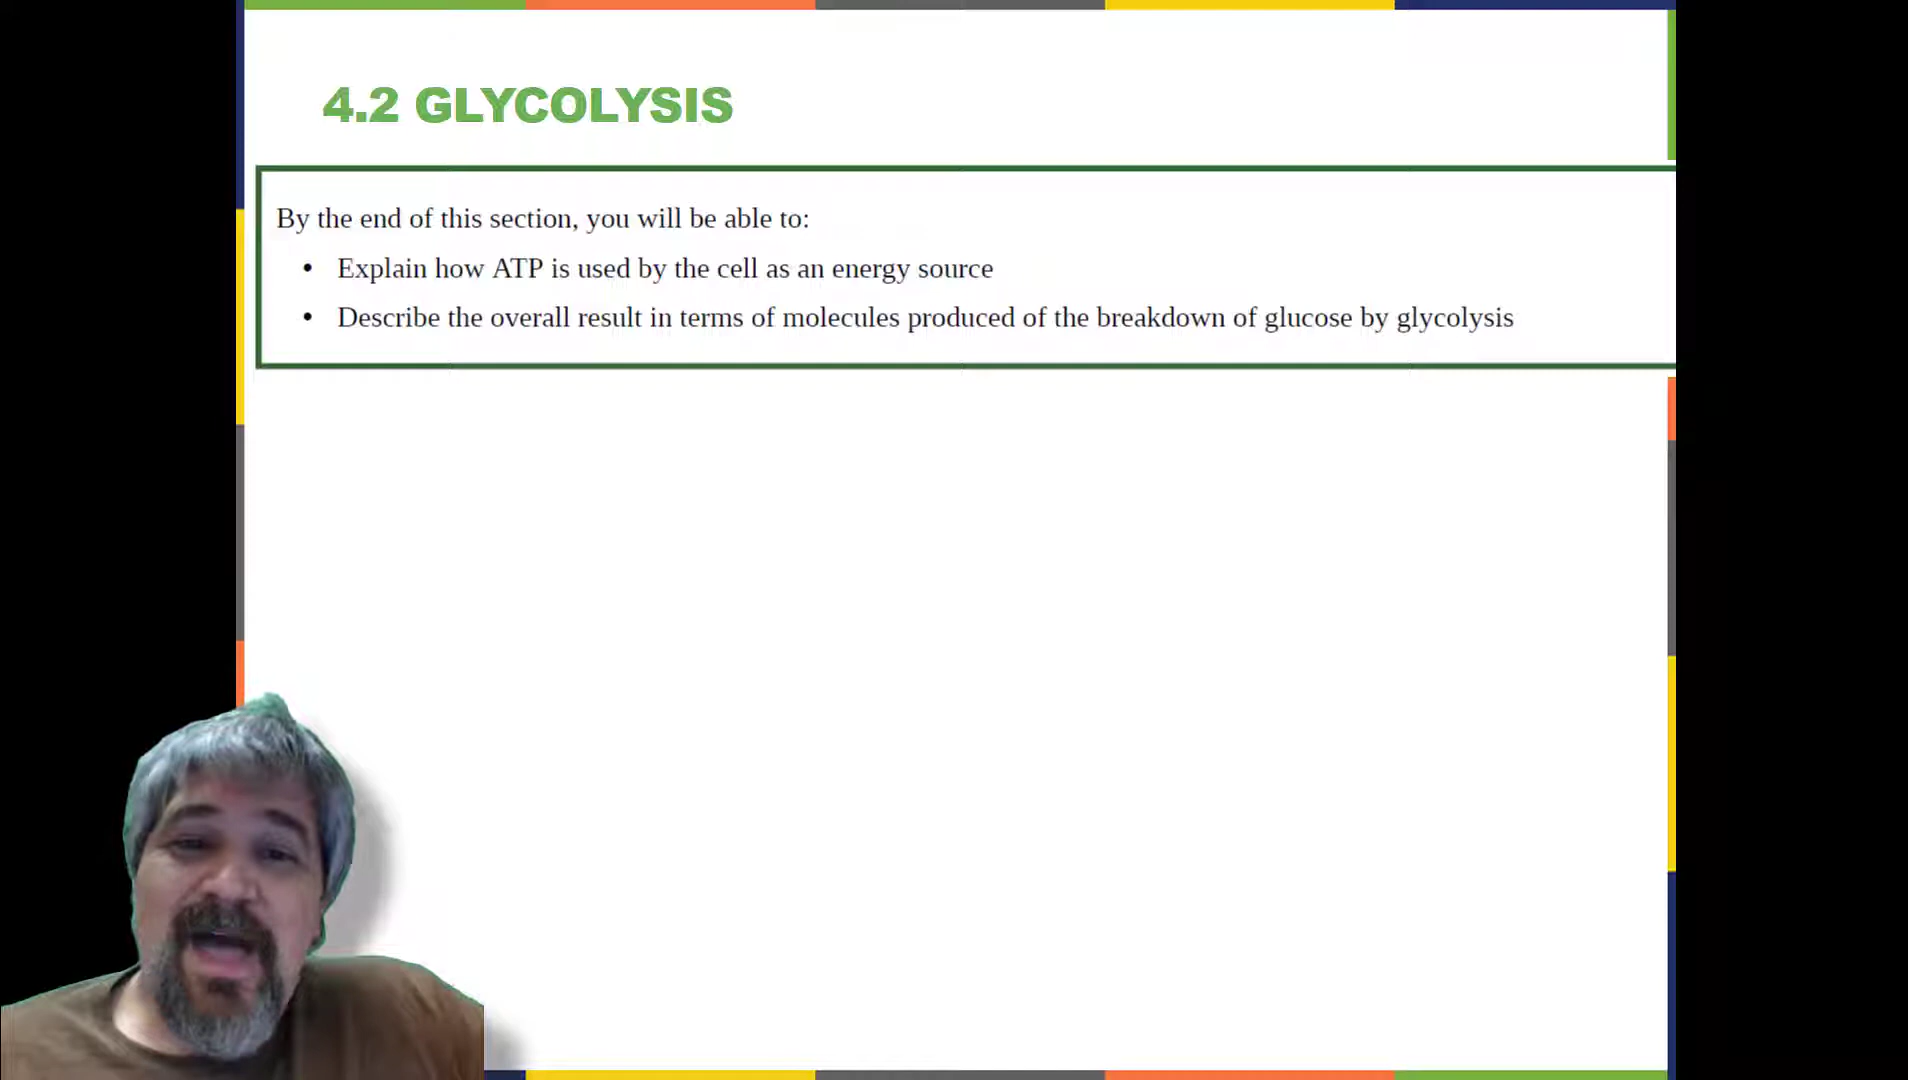 4.2 GLYCOLYSIS
By the end of this section, you will be able to:
• Explain how ATP is used by the cell as an energy source
• Describe the overall result in terms of molecules produced of the breakdown of glucose by glycolysis